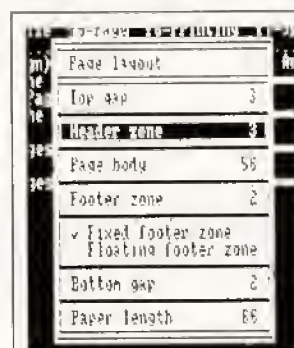 Page layout
Top gap 3
Header zone 3
Page body 56
Footer zone 2
✓ Fixed footer zone
Floating footer zone
Bottom gap 2
Paper length 66